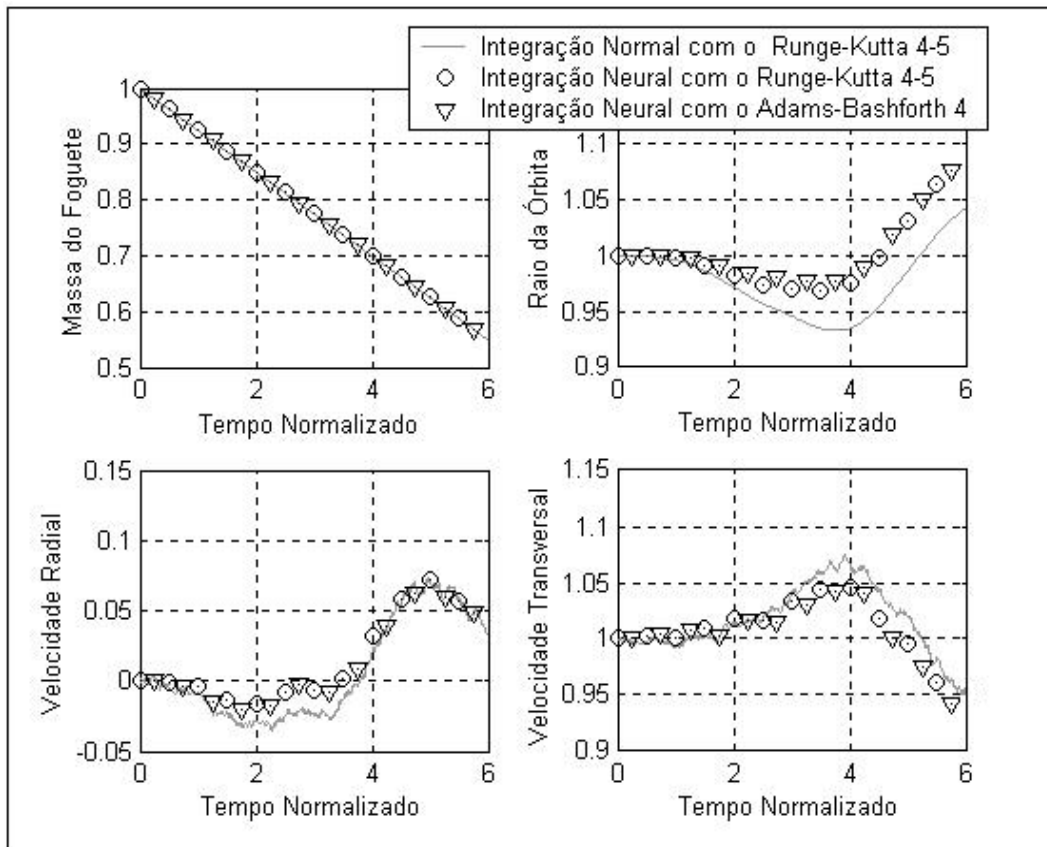 Integração Normal com o Runge-Kutta 4-5
Integração Neural com o Runge-Kutta 4-5
Integração Neural com o Adams-Bashforth 4
Massa do Foguete
1
0.9
0.8
0.7
0.6
0.5
0 2 4 6
Tempo Normalizado
Raio da Órbita
1.1
1.05
1
0.95
0.9
0 2 4 6
Tempo Normalizado
Velocidade Radial
0.15
0.1
0.05
0
-0.05
0 2 4 6
Tempo Normalizado
Velocidade Transversal
1.15
1.1
1.05
1
0.95
0.9
0 2 4 6
Tempo Normalizado